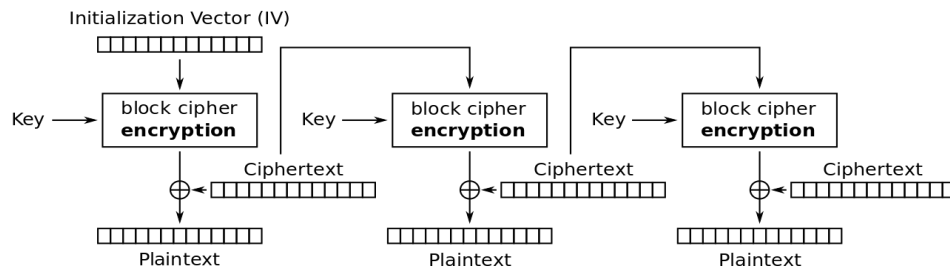 Initialization Vector (IV)
Key
block cipher
encryption
Key
block cipher
encryption
Key
block cipher
encryption
Ciphertext
Ciphertext
Ciphertext
Plaintext
Plaintext
Plaintext